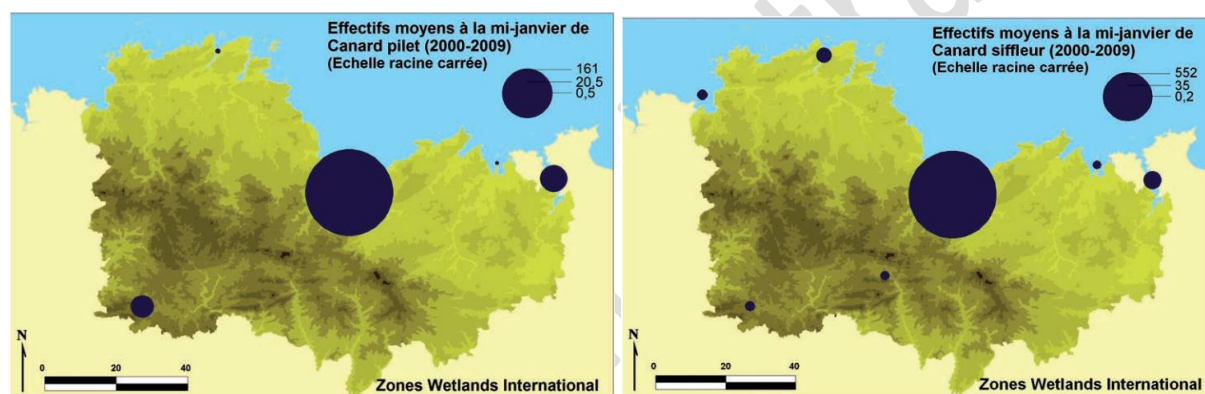 Effectifs moyens à la mi-janvier de
Canard pilet (2000-2009)
(Echelle racine carrée)
161
20,5
0,5
N
0 20 40
Zones Wetlands International
Effectifs moyens à la mi-janvier de
Canard siffleur (2000-2009)
(Echelle racine carrée)
552
35
0,2
N
0 20 40
Zones Wetlands International